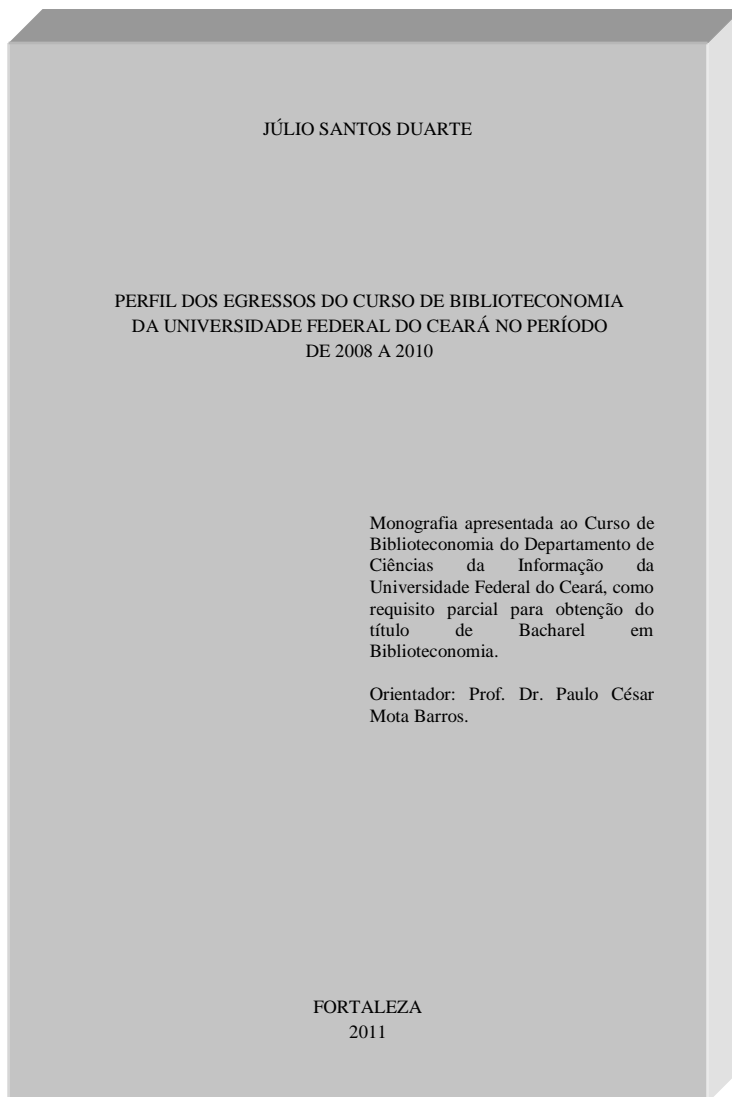 JÚLIO SANTOS DUARTE
PERFIL DOS EGRESSOS DO CURSO DE BIBLIOTECONOMIA
DA UNIVERSIDADE FEDERAL DO CEARÁ NO PERÍODO
DE 2008 A 2010
Monografia apresentada ao Curso de
Biblioteconomia do Departamento de
Ciências da Informação da
Universidade Federal do Ceará, como
requisito parcial para obtenção do
título de Bacharel em
Biblioteconomia.
Orientador: Prof. Dr. Paulo César
Mota Barros.
FORTALEZA
2011